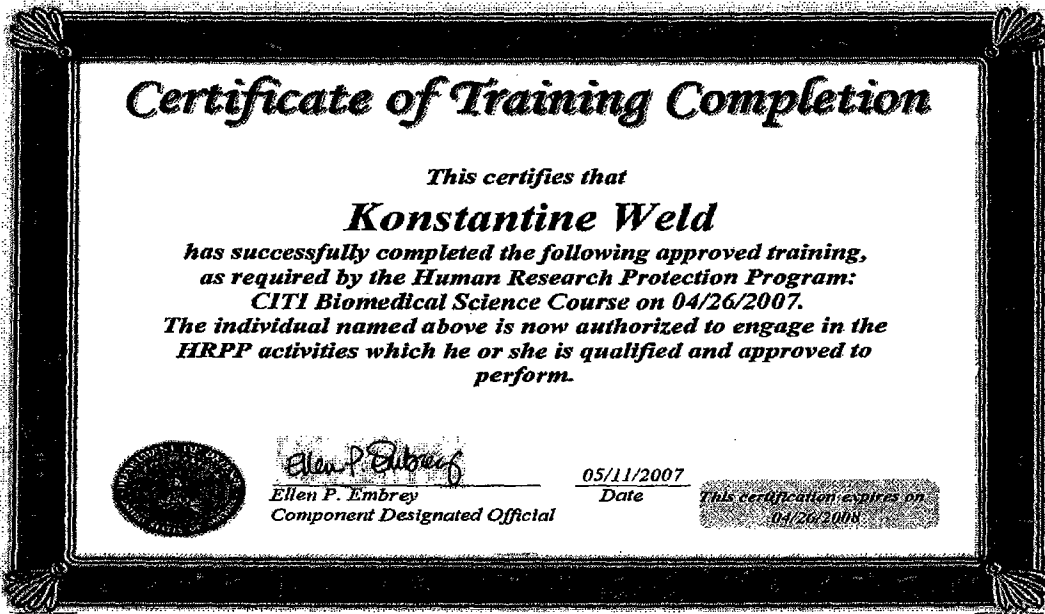 Certificate of Training Completion
This certifies that
Konstantine Weld
has successfully completed the following approved training,
as required by the Human Research Protection Program:
CITI Biomedical Science Course on 04/26/2007.
The individual named above is now authorized to engage in the
HRPP activities which he or she is qualified and approved to
perform.
Ellen P. Embrey
05/11/2007
Ellen P. Embrey
Date
Component Designated Official
This certification expires on
04/26/2008